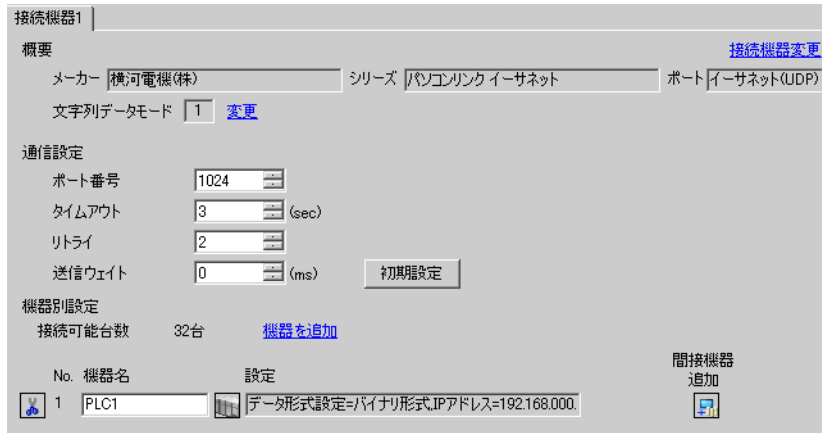 接続機器1
概要 接続機器変更
メーカー 横河電機(株) シリーズ パソコンリンク イーサネット ポート イーサネット(UDP)
文字列データモード 1 変更
通信設定
ポート番号 1024
タイムアウト 3 (sec)
リトライ 2
送信ウェイト 0 (ms) 初期設定
機器別設定
接続可能台数 32台 機器を追加
間接機器
No. 機器名 設定 追加
1 PLC1 データ形式設定=バイナリ形式,IPアドレス=192.168.000.